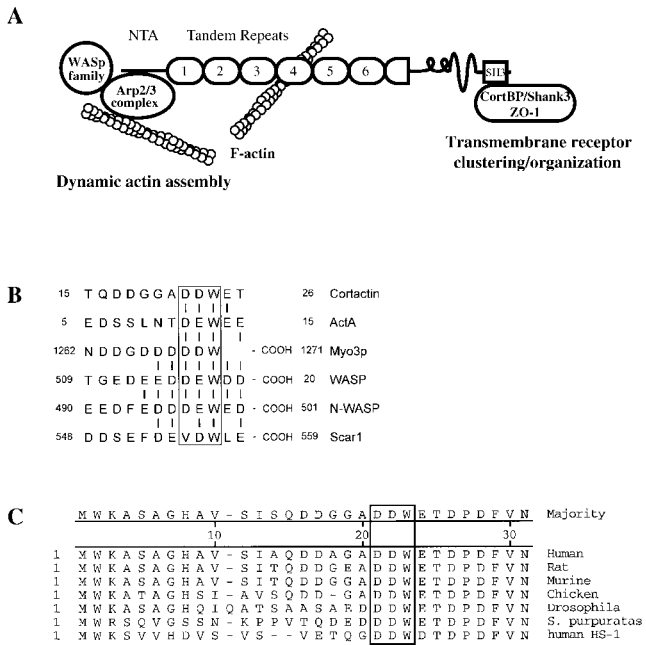 A
NTA Tandem Repeats
WASp
family
Arp2/3
complex
1 2 3 4 5 6
SH3
CortBP/Shank3
ZO-1
F-actin
Dynamic actin assembly
Transmembrane receptor
clustering/organization
B
15 T Q D D G G A D D W E T 26 Cortactin
5 E D S S L N T D E W E E 15 ActA
1262 N D D G D D D D D W - COOH 1271 Myo3p
509 T G E D E E D D E W D D - COOH 20 WASP
490 E E D F E D D D E W E D - COOH 501 N-WASP
548 D D S E F D E V D W L E - COOH 559 Scar1
C
M W K A S A G H A V - S I S Q D D G G A D D W E T D P D F V N Majority
10 20 30
1 M W K A S A G H A V - S I A Q D D A G A D D W E T D P D F V N Human
1 M W K A S A G H A V - S I T Q D D G E A D D W E T D P D F V N Rat
1 M W K A S A G H A V - S I T Q D D G G A D D W E T D P D F V N Murine
1 M W K A T A G H S I - A V S Q D D - G A D D W E T D P D F V N Chicken
1 M W K A S A G H Q I Q A T S A A S A E D D D W E T D P D F V N Drosophila
1 M W R S Q V G S S N - K P P V T Q D E D D D W E T D P D F V N S. purpuratas
1 M W K S V V H D V S - V S - - V E T Q G D D W D T D P D F V N human HS-1